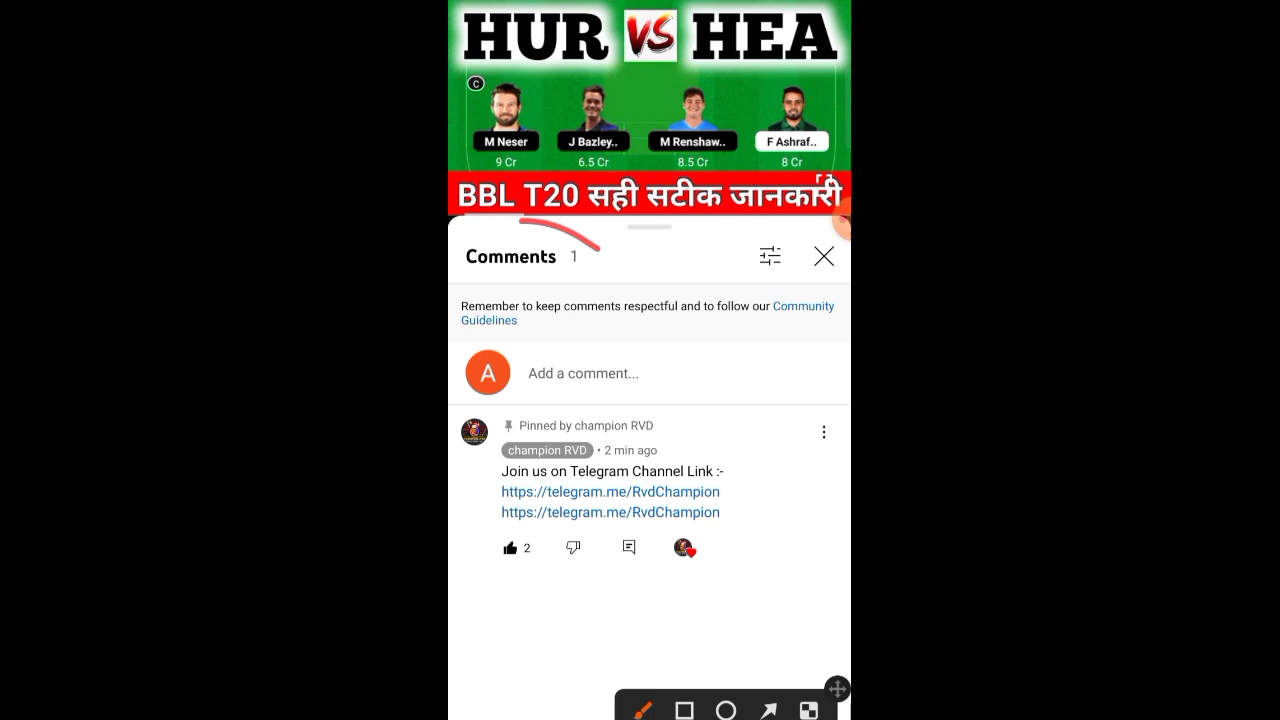 HUR VS HEA
C
M Neser J Bazley.. M Renshaw.. F Ashraf..
9 Cr 6.5 Cr 8.5 Cr 8 Cr
BBL T20 सही सटीक जानकारी
Comments 1
Remember to keep comments respectful and to follow our Community
Guidelines
A Add a comment...
Pinned by champion RVD
champion RVD • 2 min ago
Join us on Telegram Channel Link :-
https://telegram.me/RvdChampion
https://telegram.me/RvdChampion
2